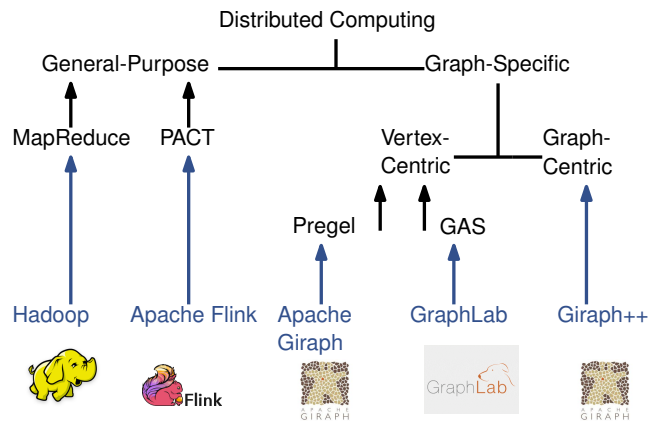 Distributed Computing
General-Purpose
Graph-Specific
MapReduce
PACT
Vertex-
Centric
Graph-
Centric
Pregel
GAS
Hadoop
Apache Flink
Apache
Giraph
GraphLab
Giraph++
Flink
APACHE
GIRAPH
GraphLab
APACHE
GIRAPH